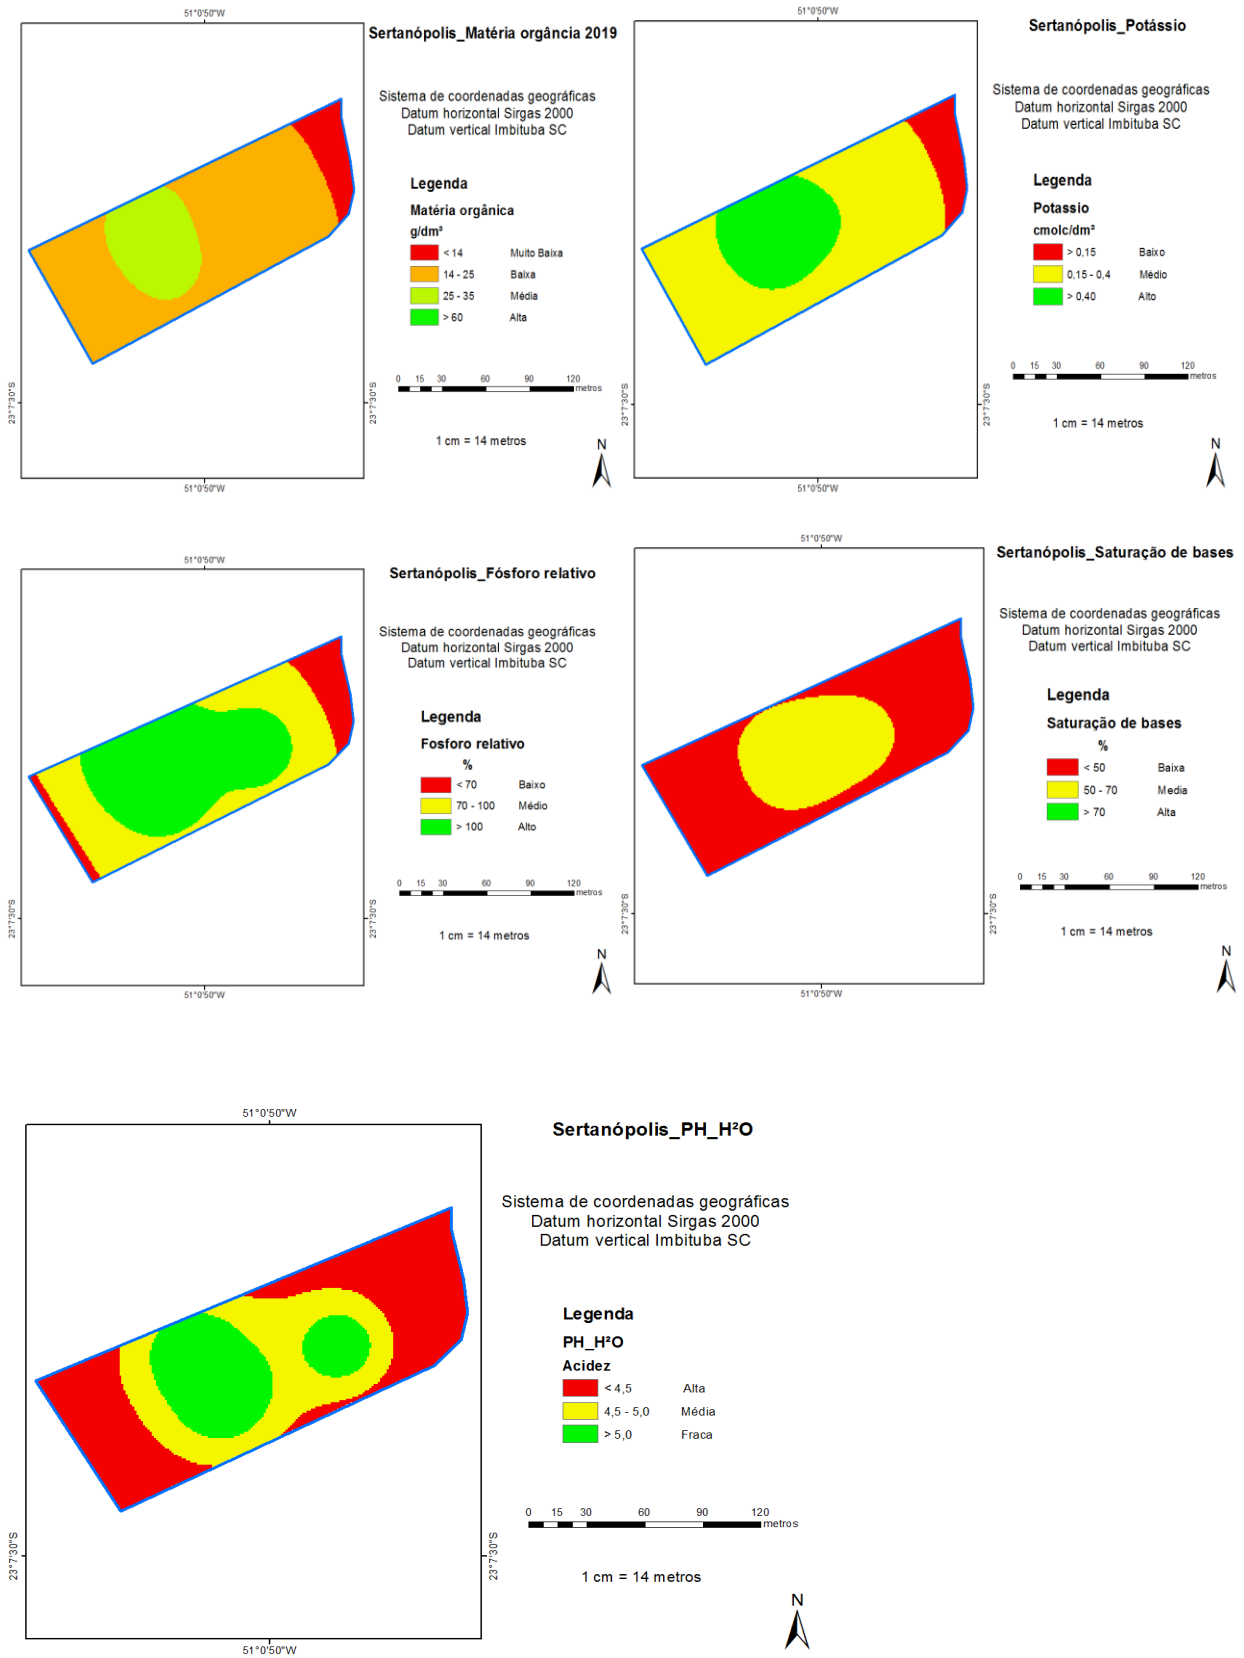 51°0'50"W
Sertanópolis_Matéria orgância 2019
Sistema de coordenadas geográficas
Datum horizontal Sirgas 2000
Datum vertical Imbituba SC
Legenda
Matéria orgânica
g/dm³
< 14 Muito Baixa
14 - 25 Baixa
25 - 35 Média
> 60 Alta
0 15 30 60 90 120
metros
1 cm = 14 metros
N
23°7'30"S
23°7'30"S
51°0'50"W
51°0'50"W
Sertanópolis_Potássio
Sistema de coordenadas geográficas
Datum horizontal Sirgas 2000
Datum vertical Imbituba SC
Legenda
Potassio
cmolc/dm³
> 0,15 Baixo
0,15 - 0,4 Médio
> 0,40 Alto
0 15 30 60 90 120
metros
1 cm = 14 metros
N
23°7'30"S
23°7'30"S
51°0'50"W
51°0'50"W
Sertanópolis_Fósforo relativo
Sistema de coordenadas geográficas
Datum horizontal Sirgas 2000
Datum vertical Imbituba SC
Legenda
Fosforo relativo
%
< 70 Baixo
70 - 100 Médio
> 100 Alto
0 15 30 60 90 120
metros
1 cm = 14 metros
N
23°7'30"S
23°7'30"S
51°0'50"W
51°0'50"W
Sertanópolis_Saturação de bases
Sistema de coordenadas geográficas
Datum horizontal Sirgas 2000
Datum vertical Imbituba SC
Legenda
Saturação de bases
%
< 50 Baixa
50 - 70 Media
> 70 Alta
0 15 30 60 90 120
metros
1 cm = 14 metros
N
23°7'30"S
23°7'30"S
51°0'50"W
51°0'50"W
Sertanópolis_PH_H²O
Sistema de coordenadas geográficas
Datum horizontal Sirgas 2000
Datum vertical Imbituba SC
Legenda
PH_H²O
Acidez
< 4,5 Alta
4,5 - 5,0 Média
> 5,0 Fraca
0 15 30 60 90 120
metros
1 cm = 14 metros
N
23°7'30"S
23°7'30"S
51°0'50"W